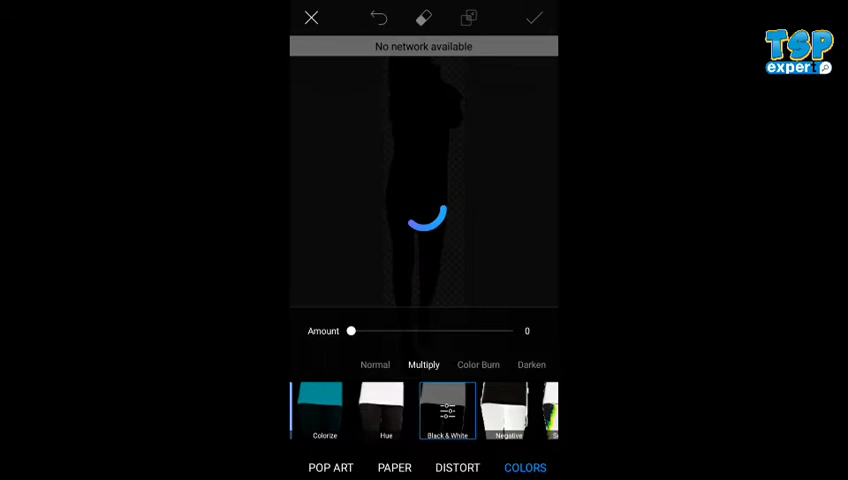 No network available
TSP
expert
Amount
0
Normal
Multiply
Color Burn
Darken
Colorize
Hue
Black & White
Negative
POP ART
PAPER
DISTORT
COLORS